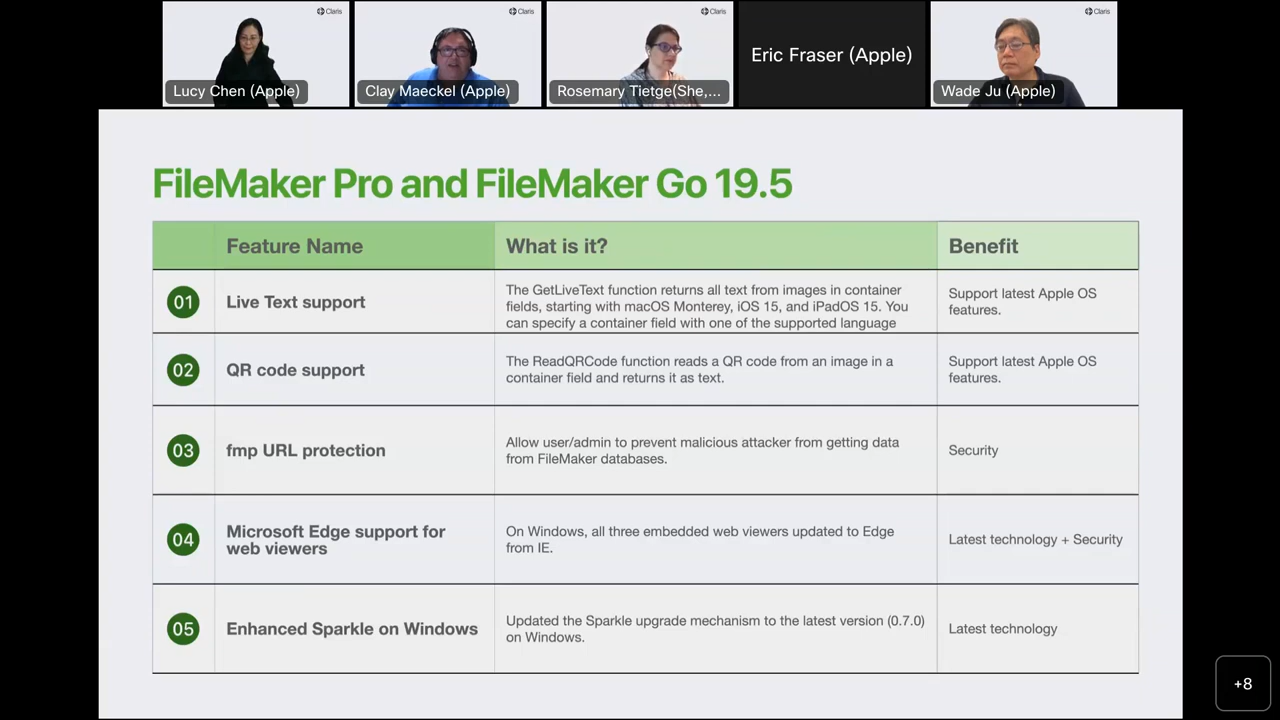 Claris
Claris
Claris
Claris
Lucy Chen (Apple)
Clay Maeckel (Apple)
Rosemary Tietge(She,...
Eric Fraser (Apple)
Wade Ju (Apple)
FileMaker Pro and FileMaker Go 19.5
Feature Name
What is it?
Benefit
01
Live Text support
The GetLiveText function returns all text from images in container
fields, starting with macOS Monterey, iOS 15, and iPadOS 15. You
can specify a container field with one of the supported language
Support latest Apple OS
features.
02
QR code support
The ReadQRCode function reads a QR code from an image in a
container field and returns it as text.
Support latest Apple OS
features.
03
fmp URL protection
Allow user/admin to prevent malicious attacker from getting data
from FileMaker databases.
Security
04
Microsoft Edge support for
web viewers
On Windows, all three embedded web viewers updated to Edge
from IE.
Latest technology + Security
05
Enhanced Sparkle on Windows
Updated the Sparkle upgrade mechanism to the latest version (0.7.0)
on Windows.
Latest technology
+8